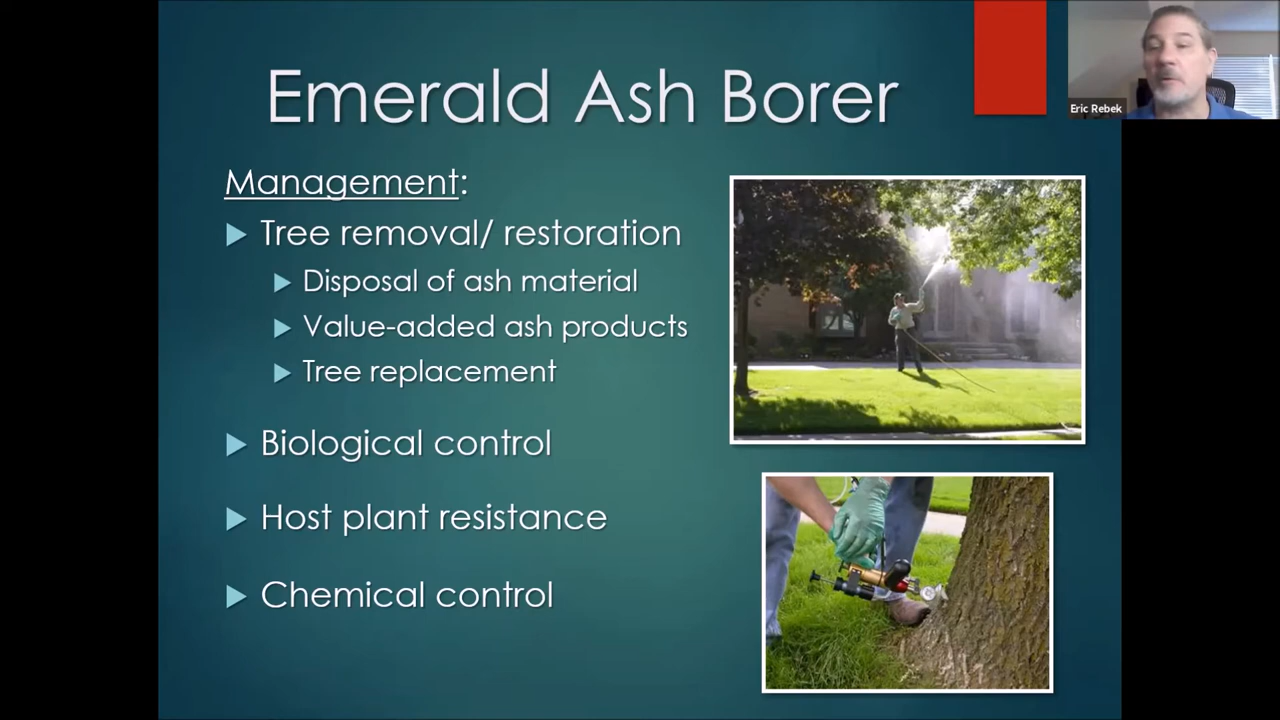 Emerald Ash Borer
Eric Rebek
Management:
Tree removal/ restoration
Disposal of ash material
Value-added ash products
Tree replacement
Biological control
Host plant resistance
Chemical control